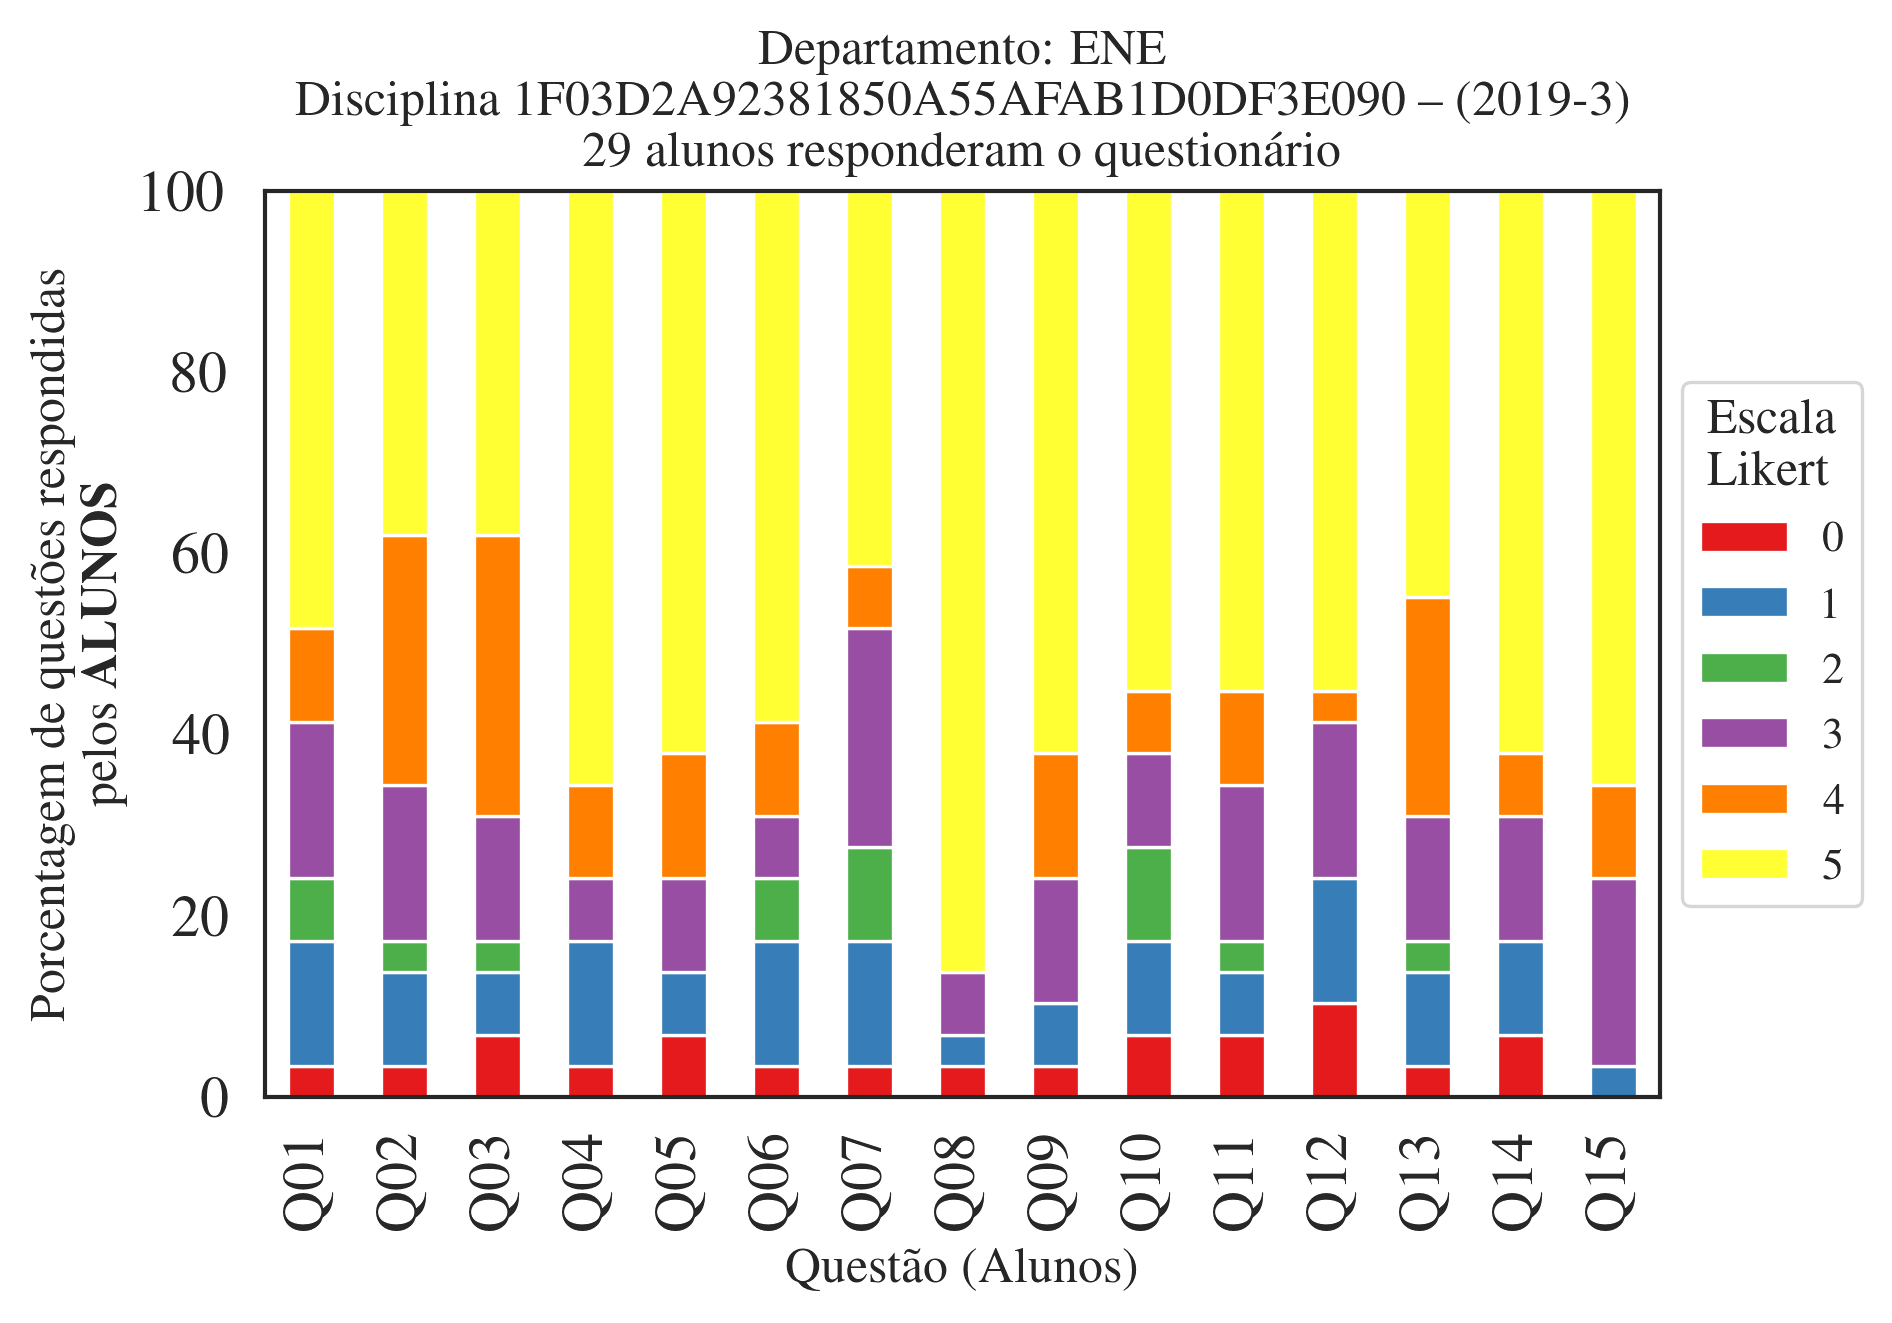 Departamento: ENE
Disciplina 1F03D2A92381850A55AFAB1D0DF3E090 – (2019-3)
29 alunos responderam o questionário
Porcentagem de questões respondidas
pelos ALUNOS
100
80
60
40
20
0
Q01
Q02
Q03
Q04
Q05
Q06
Q07
Q08
Q09
Q10
Q11
Q12
Q13
Q14
Q15
Questão (Alunos)
Escala
Likert
0
1
2
3
4
5